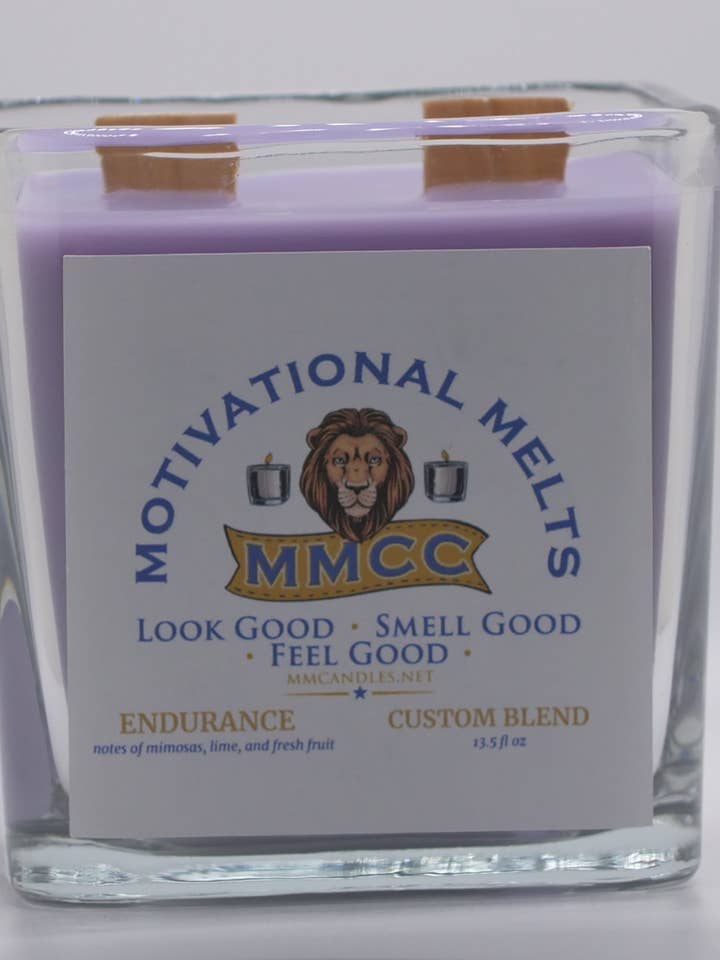 MOTIVATIONAL MELTS
MMCC
LOOK GOOD • SMELL GOOD
• FEEL GOOD •
MMCANDLES.NET
ENDURANCE
notes of mimosas, lime, and fresh fruit
CUSTOM BLEND
13.5 fl oz